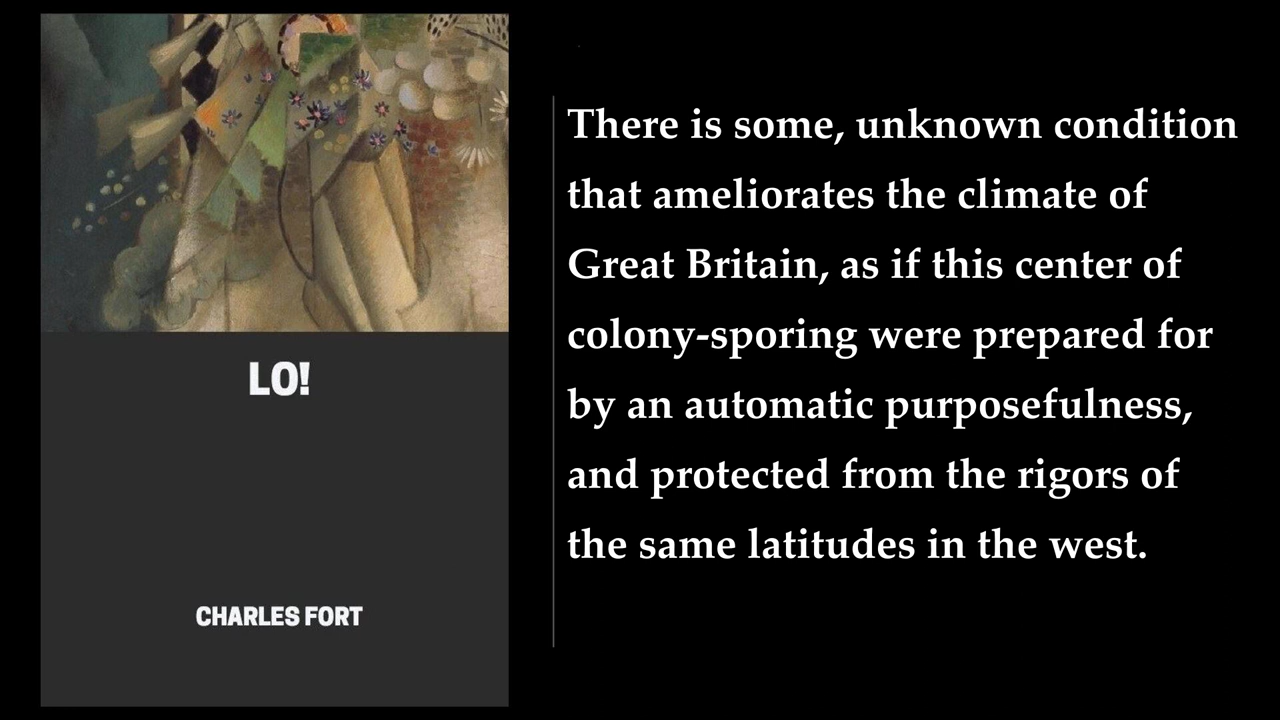 LO!
CHARLES FORT
There is some, unknown condition
that ameliorates the climate of
Great Britain, as if this center of
colony-sporing were prepared for
by an automatic purposefulness,
and protected from the rigors of
the same latitudes in the west.